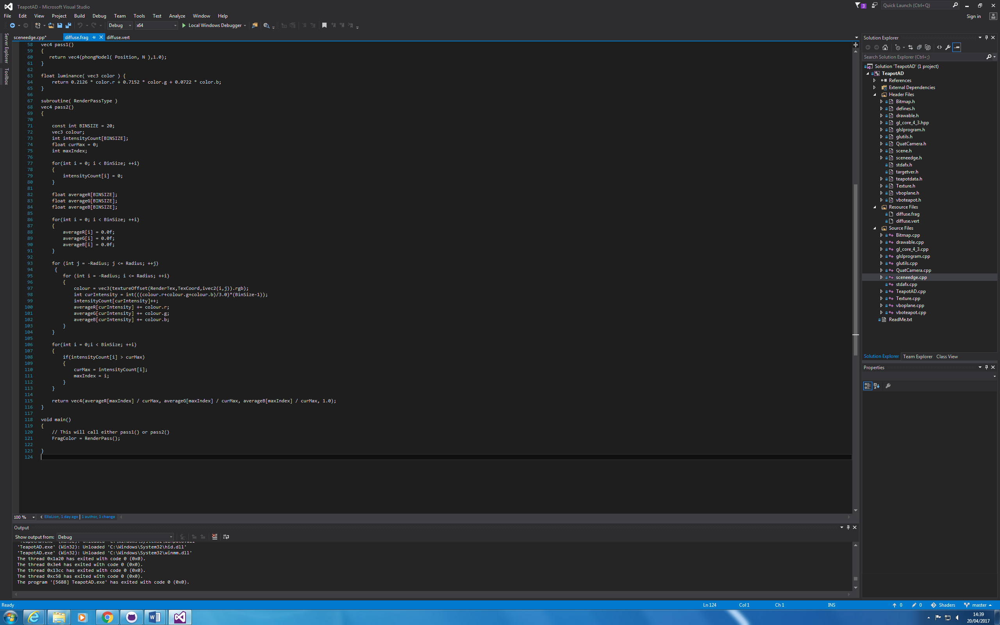 TeapotAD - Microsoft Visual Studio
3
Quick Launch (Ctrl+Q)
File Edit View Project Build Debug Team Tools Test Analyze Window Help
Sign in
Debug x64 Local Windows Debugger
Server Explorer
Toolbox
sceneedge.cpp* diffuse.frag diffuse.vert
58 vec4 pass1()
59 {
60 return vec4(phongModel( Position, N ),1.0);
61 }
62
63 float luminance( vec3 color ) {
64 return 0.2126 * color.r + 0.7152 * color.g + 0.0722 * color.b;
65 }
66
67 subroutine( RenderPassType )
68 vec4 pass2()
69 {
70
71 const int BINSIZE = 20;
72 vec3 colour;
73 int intensityCount[BINSIZE];
74 float curMax = 0;
75 int maxIndex;
76
77 for(int i = 0; i < BinSize; ++i)
78 {
79 intensityCount[i] = 0;
80 }
81
82 float averageR[BINSIZE];
83 float averageG[BINSIZE];
84 float averageB[BINSIZE];
85
86 for(int i = 0; i < BinSize; ++i)
87 {
88 averageR[i] = 0.0f;
89 averageG[i] = 0.0f;
90 averageB[i] = 0.0f;
91 }
92
93 for (int j = -Radius; j <= Radius; ++j)
94 {
95 for (int i = -Radius; i <= Radius; ++i)
96 {
97 colour = vec3(textureOffset(RenderTex,TexCoord,ivec2(i,j)).rgb);
98 int curIntensity = int(((colour.r+colour.g+colour.b)/3.0)*(BinSize-1));
99 intensityCount[curIntensity]++;
100 averageR[curIntensity] += colour.r;
101 averageG[curIntensity] += colour.g;
102 averageB[curIntensity] += colour.b;
103 }
104 }
105
106 for(int i = 0;i < BinSize; ++i)
107 {
108 if(intensityCount[i] > curMax)
109 {
110 curMax = intensityCount[i];
111 maxIndex = i;
112 }
113 }
114
115 return vec4(averageR[maxIndex] / curMax, averageG[maxIndex] / curMax, averageB[maxIndex] / curMax, 1.0);
116 }
117
118 void main()
119 {
120 // This will call either pass1() or pass2()
121 FragColor = RenderPass();
122
123 }
124
100 %
EllaLion, 1 day ago | 1 author, 1 change
Output
Show output from: Debug
'TeapotAD.exe' (Win32): Unloaded 'C:\Windows\System32\hid.dll'
'TeapotAD.exe' (Win32): Unloaded 'C:\Windows\System32\winmm.dll'
The thread 0x1a20 has exited with code 0 (0x0).
The thread 0x3e4 has exited with code 0 (0x0).
The thread 0x13cc has exited with code 0 (0x0).
The thread 0xc58 has exited with code 0 (0x0).
The program '[5688] TeapotAD.exe' has exited with code 0 (0x0).
Solution Explorer
Search Solution Explorer (Ctrl+;)
Solution 'TeapotAD' (1 project)
TeapotAD
References
External Dependencies
Header Files
Bitmap.h
defines.h
drawable.h
gl_core_4_3.hpp
glslprogram.h
glutils.h
QuatCamera.h
scene.h
sceneedge.h
stdafx.h
targetver.h
teapotdata.h
Texture.h
vboplane.h
vboteapot.h
Resource Files
diffuse.frag
diffuse.vert
Source Files
Bitmap.cpp
drawable.cpp
gl_core_4_3.cpp
glslprogram.cpp
glutils.cpp
QuatCamera.cpp
sceneedge.cpp
stdafx.cpp
TeapotAD.cpp
Texture.cpp
vboplane.cpp
vboteapot.cpp
ReadMe.txt
Solution Explorer Team Explorer Class View
Properties
Ready Ln 124 Col 1 Ch 1 INS 0 0 Shaders master
14:39
20/04/2017